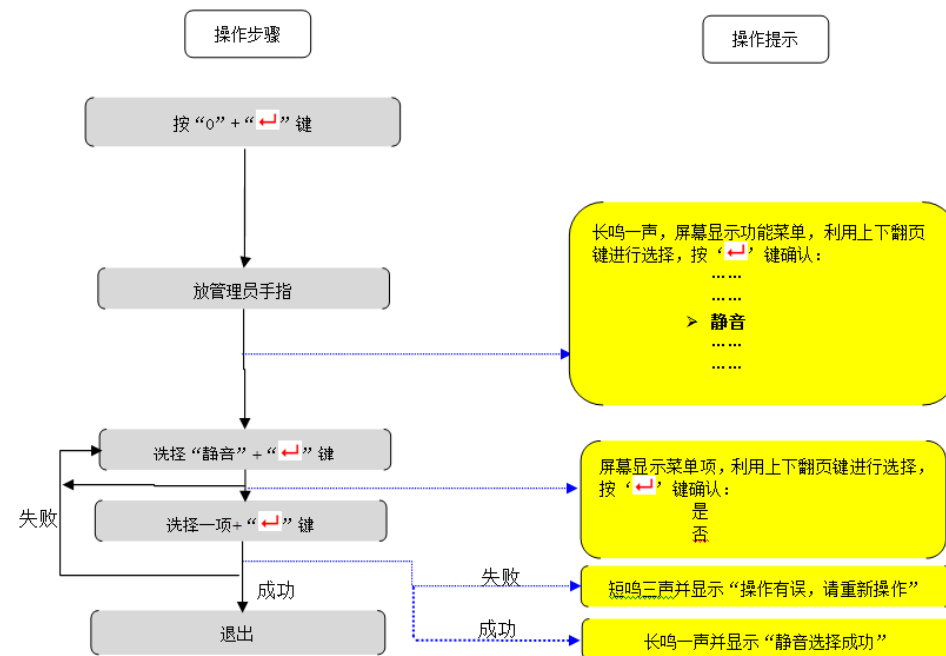 操作步骤
操作提示
按“0”+“↵”键
长鸣一声，屏幕显示功能菜单，利用上下翻页
键进行选择，按‘↵’键确认：
……
……
➢ 静音
……
……
放管理员手指
选择“静音”+“↵”键
屏幕显示菜单项，利用上下翻页键进行选择，
按‘↵’键确认：
是
否
选择一项+“↵”键
失败
失败
短鸣三声并显示“操作有误，请重新操作”
成功
成功
长鸣一声并显示“静音选择成功”
退出